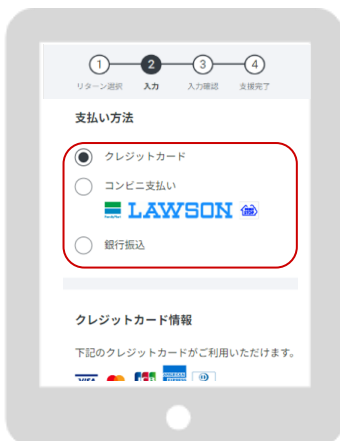 1 2 3 4
リターン選択 入力 入力確認 支援完了
支払い方法
クレジットカード
コンビニ支払い
FamilyMart LAWSON
銀行振込
クレジットカード情報
下記のクレジットカードがご利用いただけます。
VISA JCB